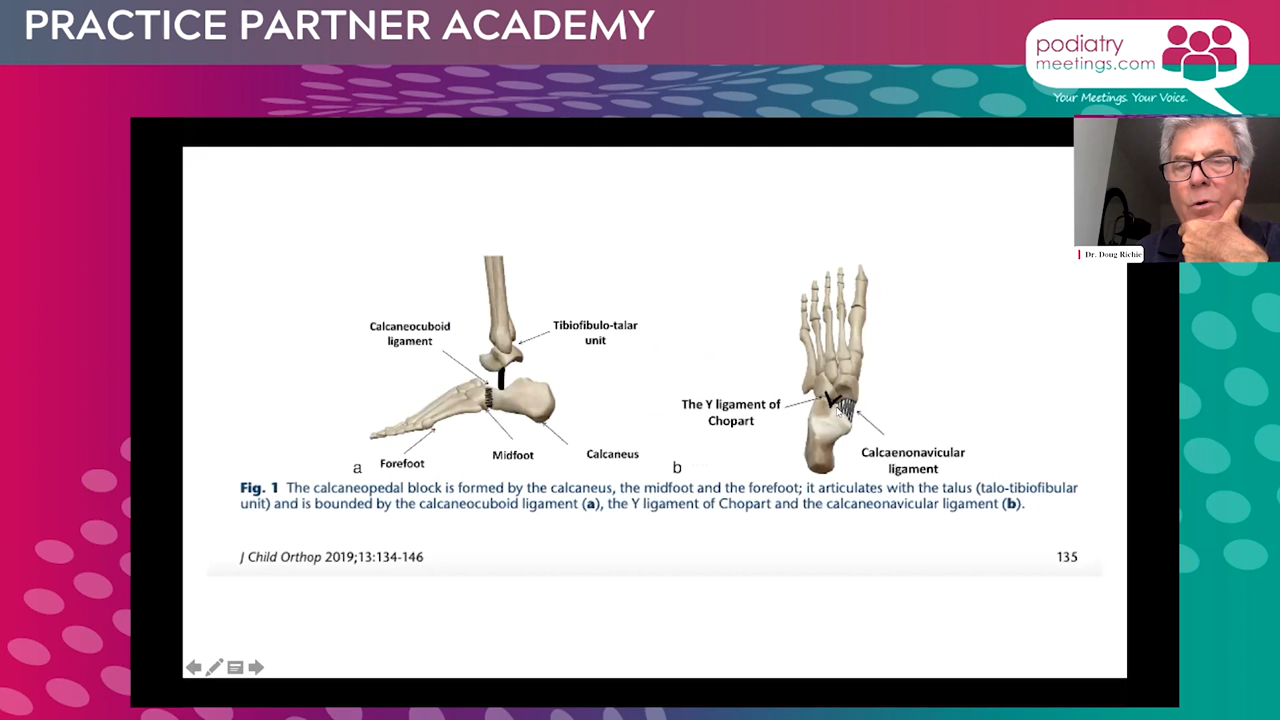 PRACTICE PARTNER ACADEMY
podiatry
meetings.com
Your Meetings. Your Voice.
Dr. Doug Richie
Calcaneocuboid
ligament
Tibiofibulo-talar
unit
Forefoot
Midfoot
Calcaneus
a
The Y ligament of
Chopart
Calcaenonavicular
ligament
b
Fig. 1 The calcaneopedal block is formed by the calcaneus, the midfoot and the forefoot; it articulates with the talus (talo-tibiofibular
unit) and is bounded by the calcaneocuboid ligament (a), the Y ligament of Chopart and the calcaneonavicular ligament (b).
J Child Orthop 2019;13:134-146
135